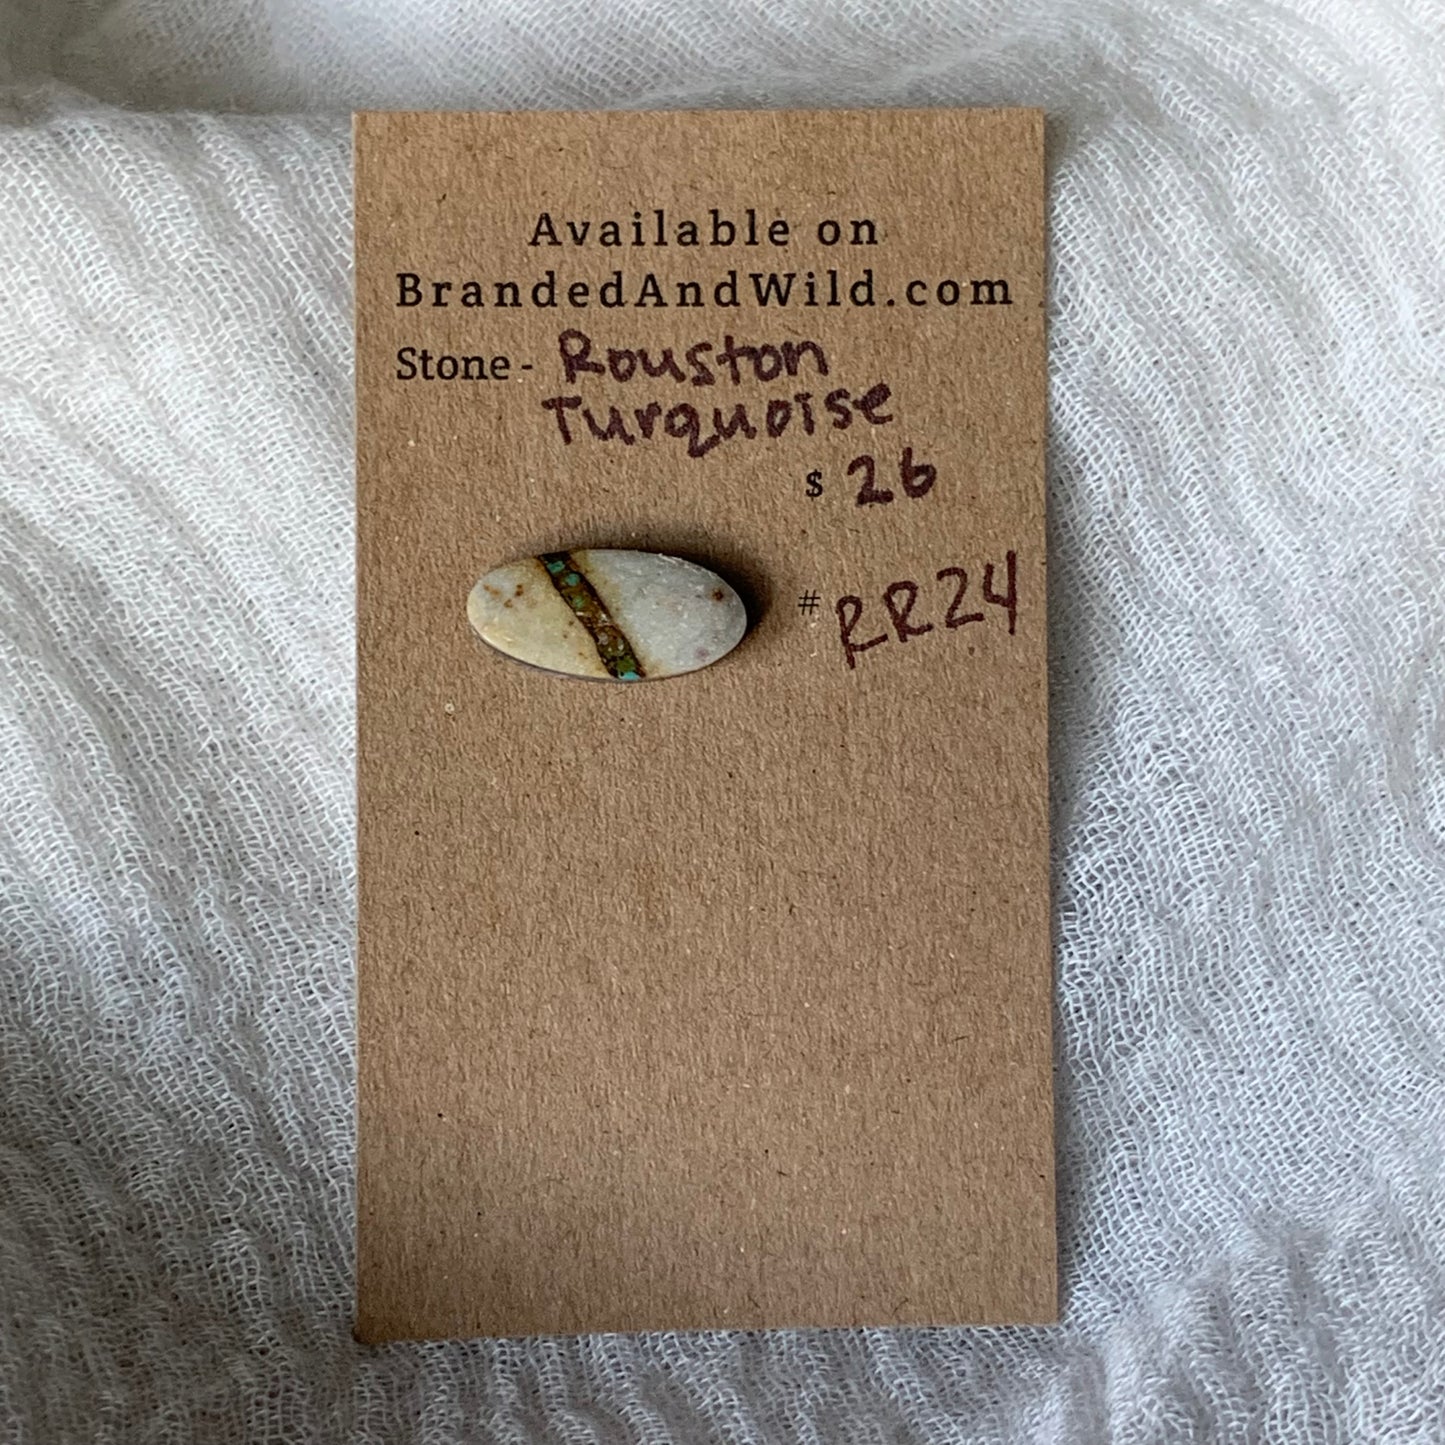 Available on
BrandedAndWild.com
Stone - Rouston
Turquoise
$ 26
# RR24